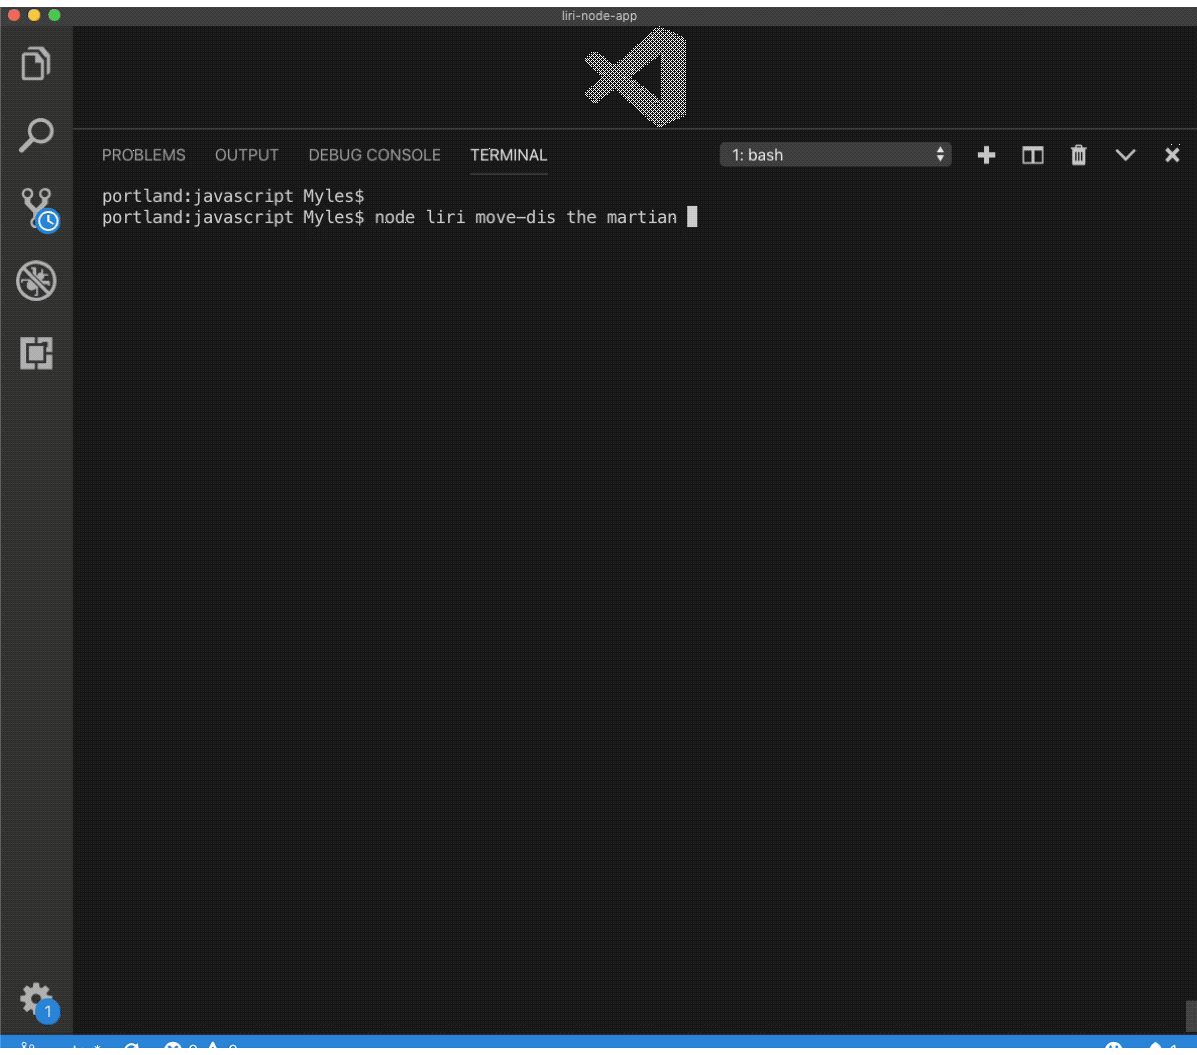 liri-node-app
PROBLEMS OUTPUT DEBUG CONSOLE TERMINAL 1: bash
portland:javascript Myles$
portland:javascript Myles$ node liri move-dis the martian
1